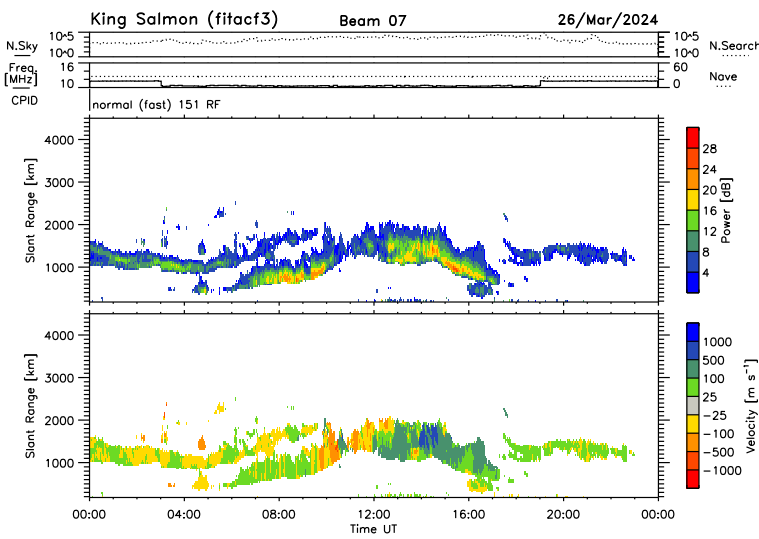 King Salmon (fitacf3) Beam 07 26/Mar/2024
N.Sky 10^5 10^5 N.Search
10^0 10^0
Freq 16 60 Nave
[MHz] 10 0
CPID normal (fast) 151 RF
Slant Range [km] 4000 3000 2000 1000
28 24 20 16 12 8 4 Power [dB]
Slant Range [km] 4000 3000 2000 1000
1000 500 100 25 −25 −100 −500 −1000 Velocity [m s⁻¹]
00:00 04:00 08:00 12:00 16:00 20:00 00:00
Time UT